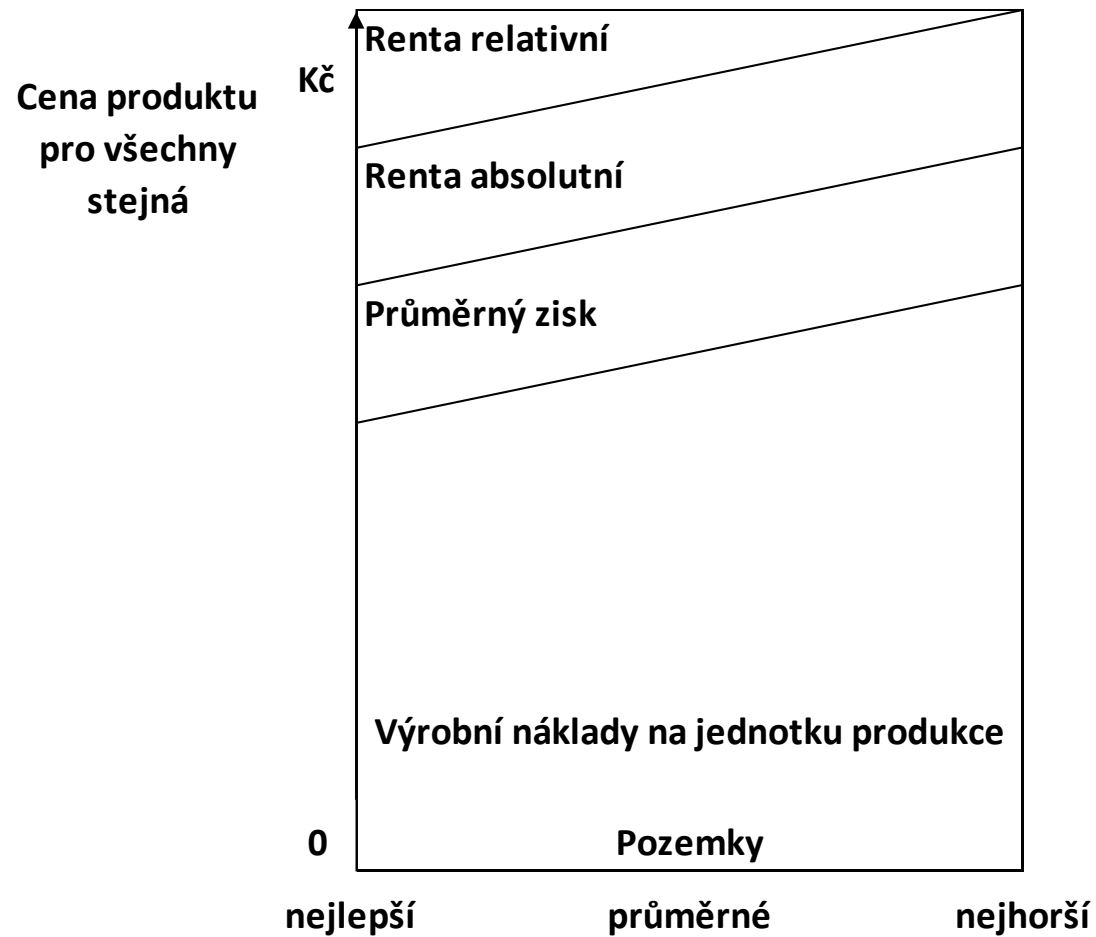 Renta relativní
Kč
Cena produktu
pro všechny
stejná
Renta absolutní
Průměrný zisk
Výrobní náklady na jednotku produkce
0
Pozemky
nejlepší
průměrné
nejhorší